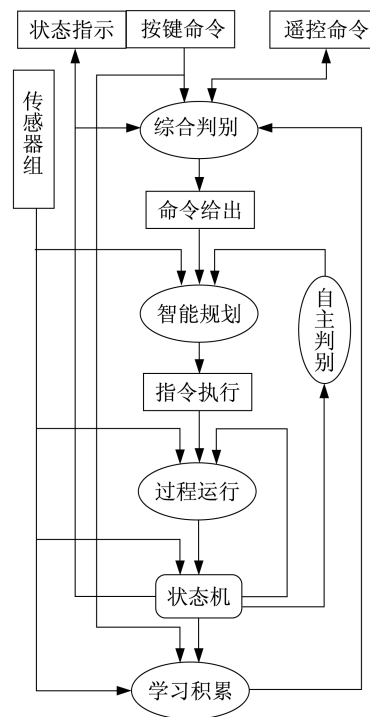 状态指示
按键命令
遥控命令
传感器组
综合判别
命令给出
智能规划
自主判别
指令执行
过程运行
状态机
学习积累